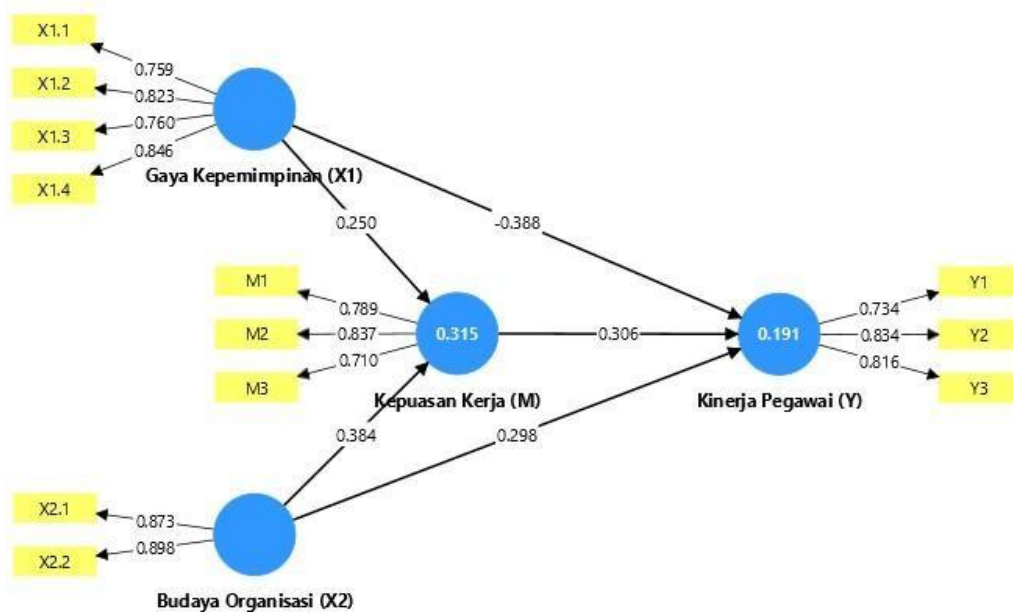 X1.1
0.759
X1.2
0.823
X1.3
0.760
X1.4
0.846
Gaya Kepemimpinan (X1)
0.250
-0.388
M1
0.789
M2
0.837
M3
0.710
0.315
Kepuasan Kerja (M)
0.306
0.191
Kinerja Pegawai (Y)
0.734
Y1
0.834
Y2
0.816
Y3
0.384
0.298
X2.1
0.873
X2.2
0.898
Budaya Organisasi (X2)